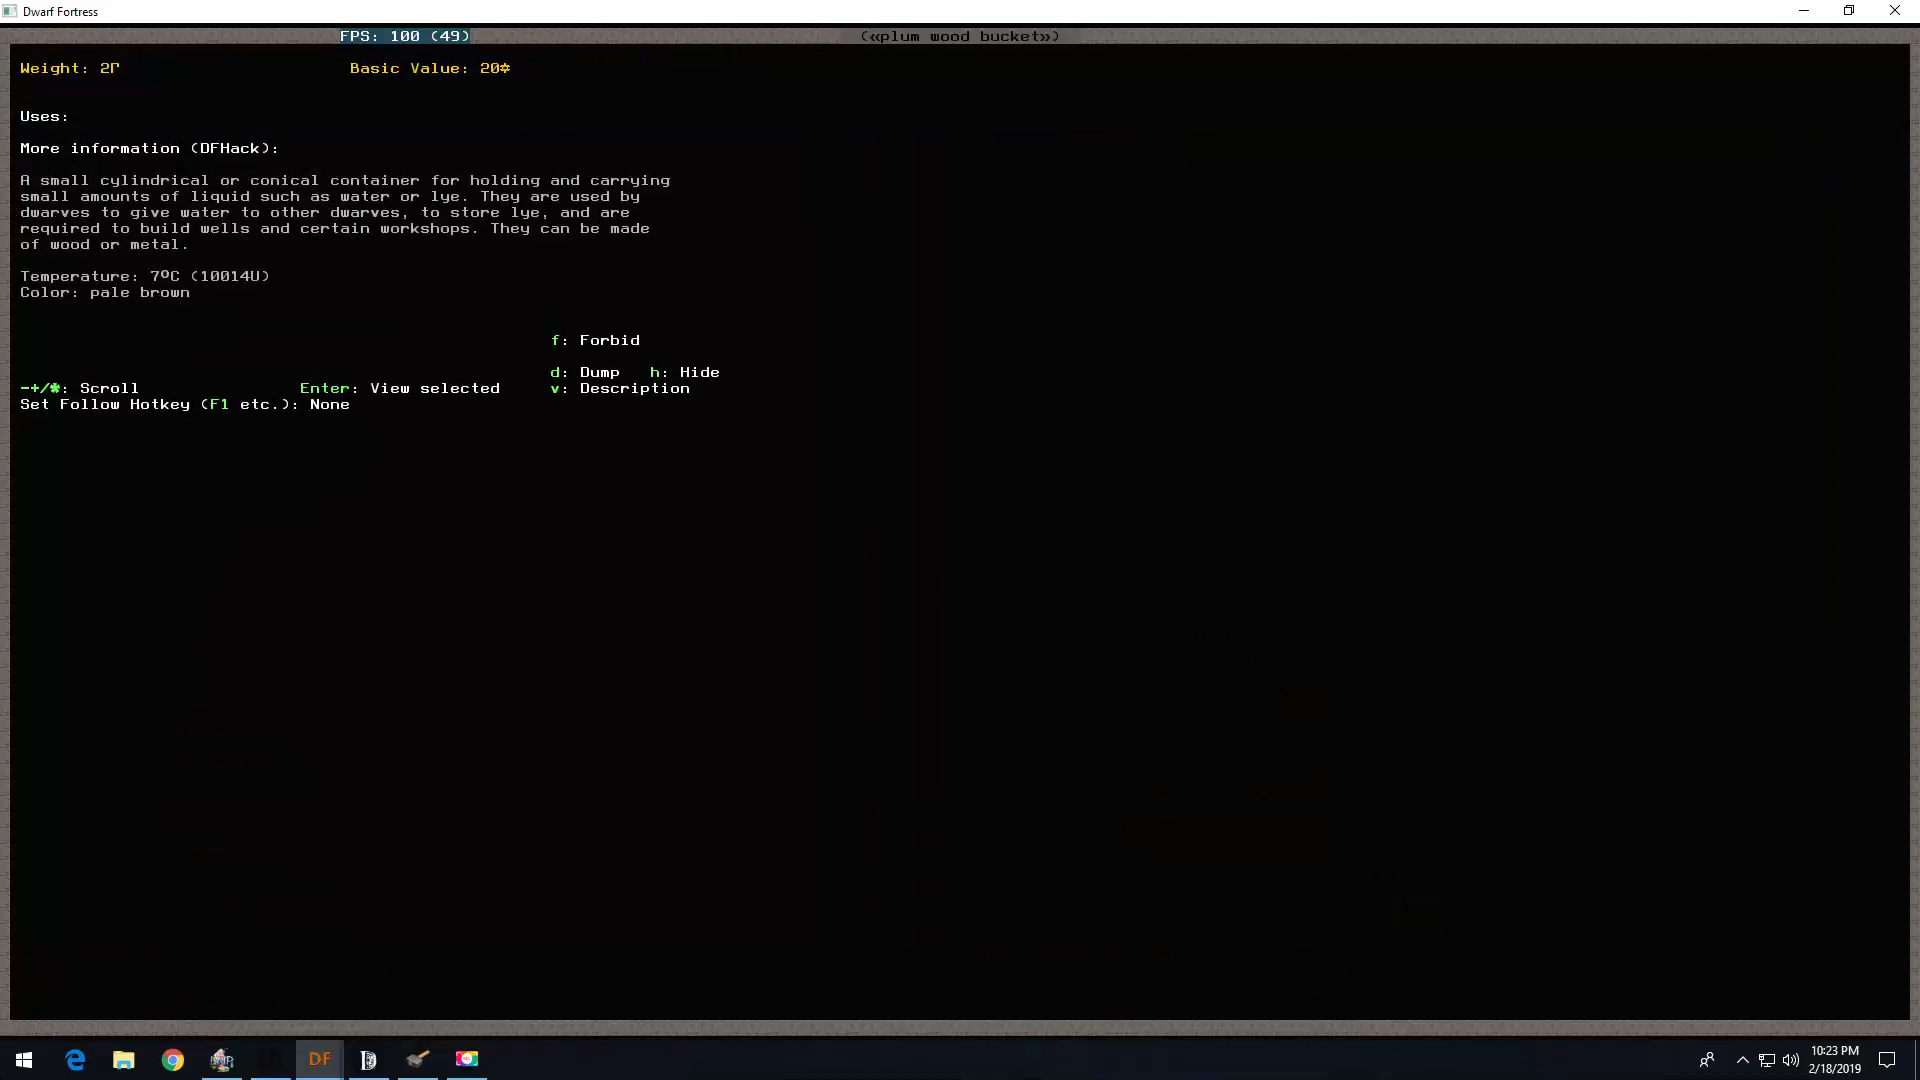 Dwarf Fortress
FPS: 100 (49) («plum wood bucket»)
Weight: 2Γ Basic Value: 20☼
Uses:
More information (DFHack):
A small cylindrical or conical container for holding and carrying
small amounts of liquid such as water or lye. They are used by
dwarves to give water to other dwarves, to store lye, and are
required to build wells and certain workshops. They can be made
of wood or metal.
Temperature: 7ºC (10014U)
Color: pale brown
f: Forbid
d: Dump h: Hide
-+/*: Scroll Enter: View selected v: Description
Set Follow Hotkey (F1 etc.): None
DF
10:23 PM
2/18/2019